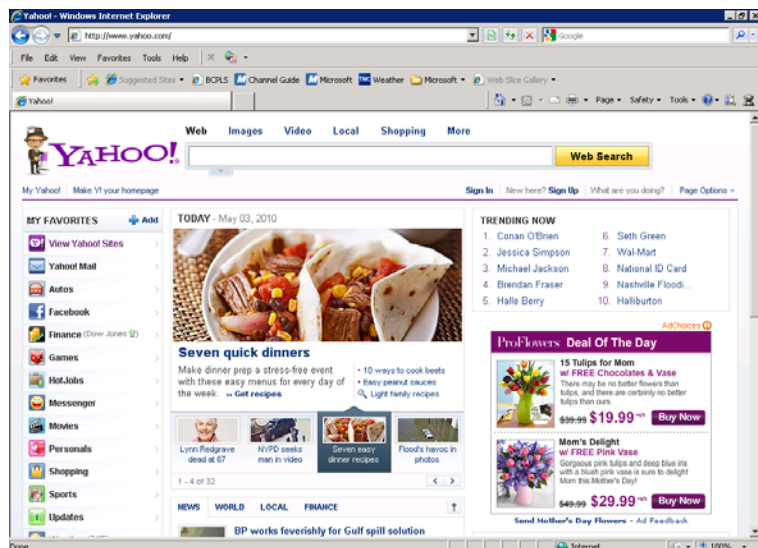 Yahoo! - Windows Internet Explorer
http://www.yahoo.com/
Google
File Edit View Favorites Tools Help
Favorites Suggested Sites BCPLS Channel Guide Microsoft Weather Microsoft Web Slice Gallery
Yahoo!
Page Safety Tools
Web Images Video Local Shopping More
YAHOO!
Web Search
My Yahoo! Make Y! your homepage
Sign In New here? Sign Up What are you doing? Page Options
MY FAVORITES Add
View Yahoo! Sites
Yahoo! Mail
Autos
Facebook
Finance (Dow Jones)
Games
HotJobs
Messenger
Movies
Personals
Shopping
Sports
Updates
TODAY - May 03, 2010
Seven quick dinners
Make dinner prep a stress-free event
with these easy menus for every day of
the week. Get recipes
• 10 ways to cook beets
• Easy peanut sauces
Light family recipes
Lynn Redgrave
dead at 67
NYPD seeks
man in video
Seven easy
dinner recipes
Flood's havoc in
photos
1 - 4 of 32
NEWS WORLD LOCAL FINANCE
BP works feverishly for Gulf spill solution
TRENDING NOW
1. Conan O'Brien
2. Jessica Simpson
3. Michael Jackson
4. Brendan Fraser
5. Halle Berry
6. Seth Green
7. Wal-Mart
8. National ID Card
9. Nashville Floodi...
10. Halliburton
AdChoices
PROFLOWERS Deal Of The Day
15 Tulips for Mom
w/ FREE Chocolates & Vase
There may be no better flowers than
tulips, and there are certainly no better
tulips than ours.
$39.99 $19.99 Buy Now
Mom's Delight
w/ FREE Pink Vase
Gorgeous pink tulips and deep blue iris
with a blush pink vase is sure to delight
Mom this Mother's Day!
$49.99 $29.99 Buy Now
Send Mother's Day Flowers - Ad Feedback
Done
Internet
100%